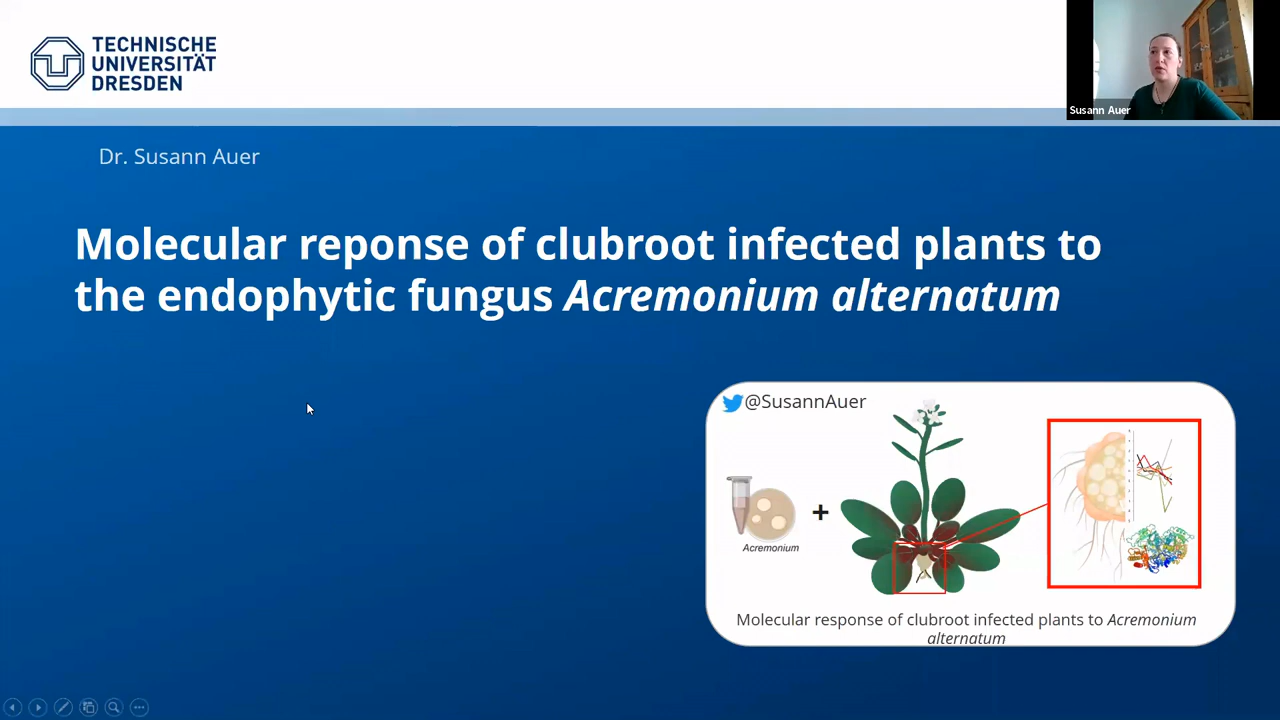 TECHNISCHE
UNIVERSITÄT
DRESDEN
Susann Auer
Dr. Susann Auer
Molecular reponse of clubroot infected plants to
the endophytic fungus Acremonium alternatum
@SusannAuer
+
Acremonium
Molecular response of clubroot infected plants to Acremonium
alternatum